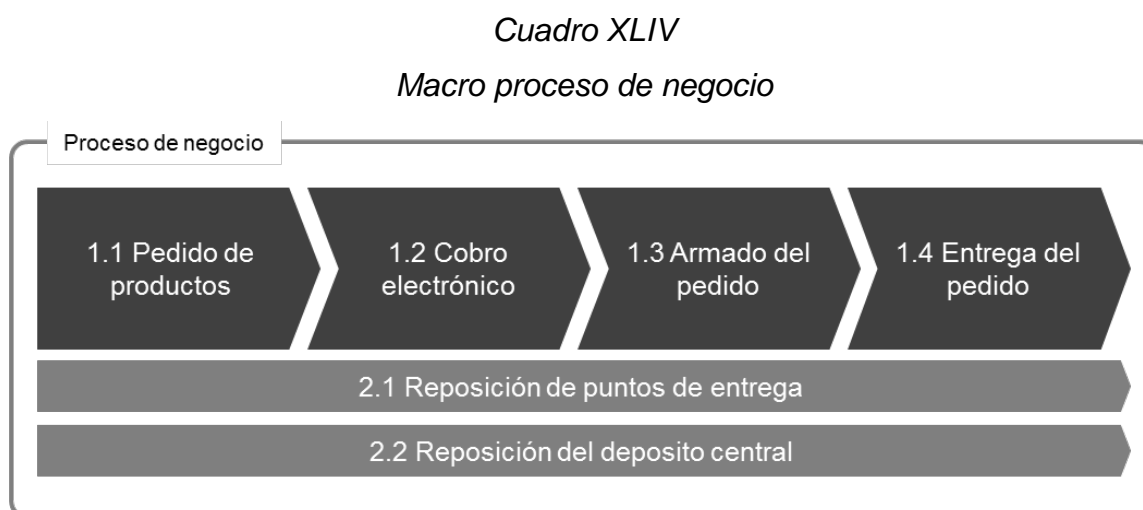 Cuadro XLIV
Macro proceso de negocio
Proceso de negocio
1.1 Pedido de
productos
1.2 Cobro
electrónico
1.3 Armado del
pedido
1.4 Entrega del
pedido
2.1 Reposición de puntos de entrega
2.2 Reposición del deposito central